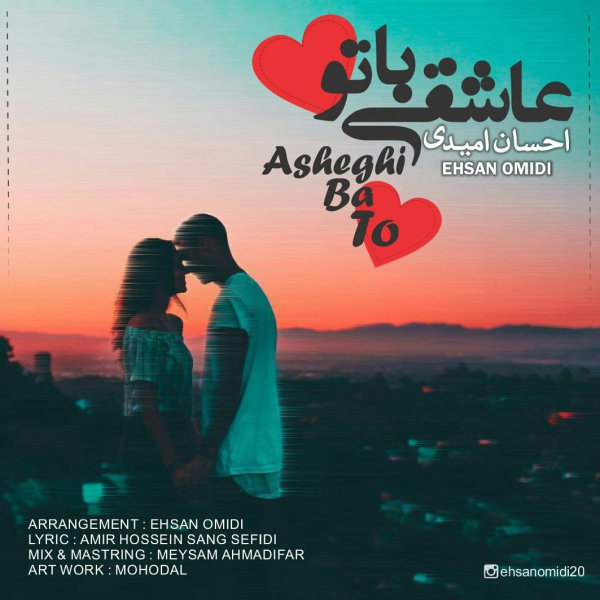 عاشقی با تو
احسان امیدی
EHSAN OMIDI
Asheghi
Ba
To
ARRANGEMENT : EHSAN OMIDI
LYRIC : AMIR HOSSEIN SANG SEFIDI
MIX & MASTRING : MEYSAM AHMADIFAR
ART WORK : MOHODAL
ehsanomidi20